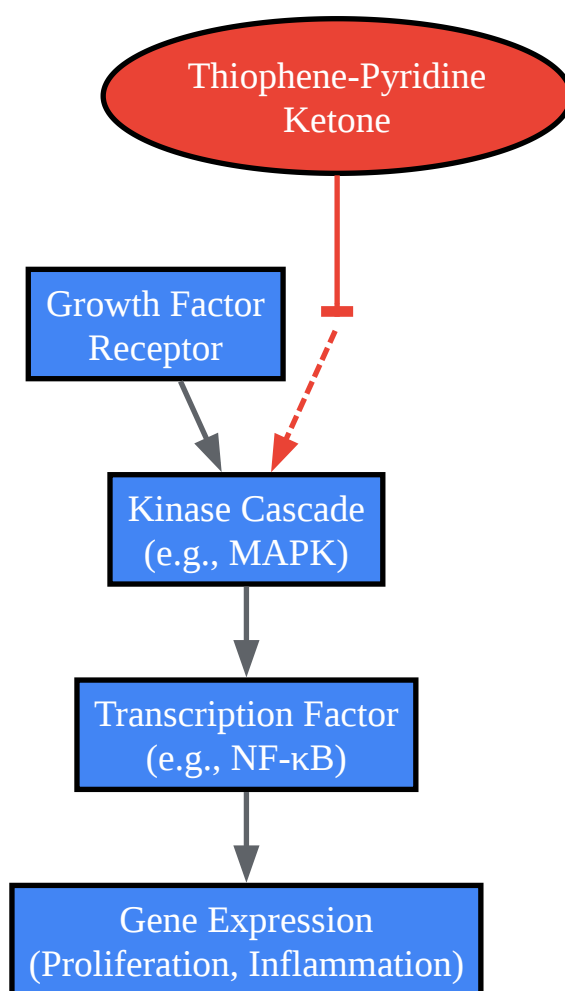 Thiophene-Pyridine
Ketone
Growth Factor
Receptor
Kinase Cascade
(e.g., MAPK)
Transcription Factor
(e.g., NF-κB)
Gene Expression
(Proliferation, Inflammation)